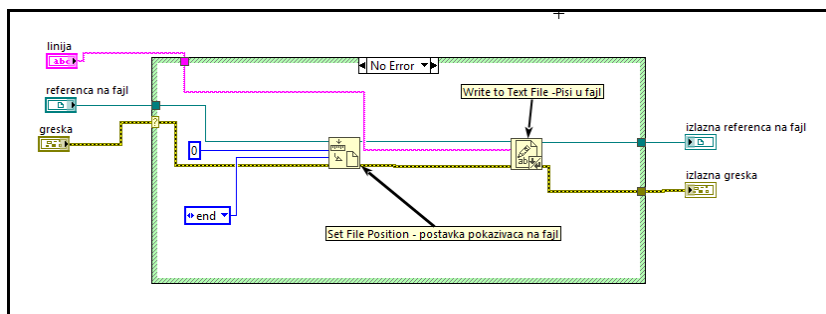 linija
abc
No Error
referenca na fajl
Write to Text File -Pisi u fajl
greska
izlazna referenca na fajl
?
0
izlazna greska
end
Set File Position - postavka pokazivaca na fajl